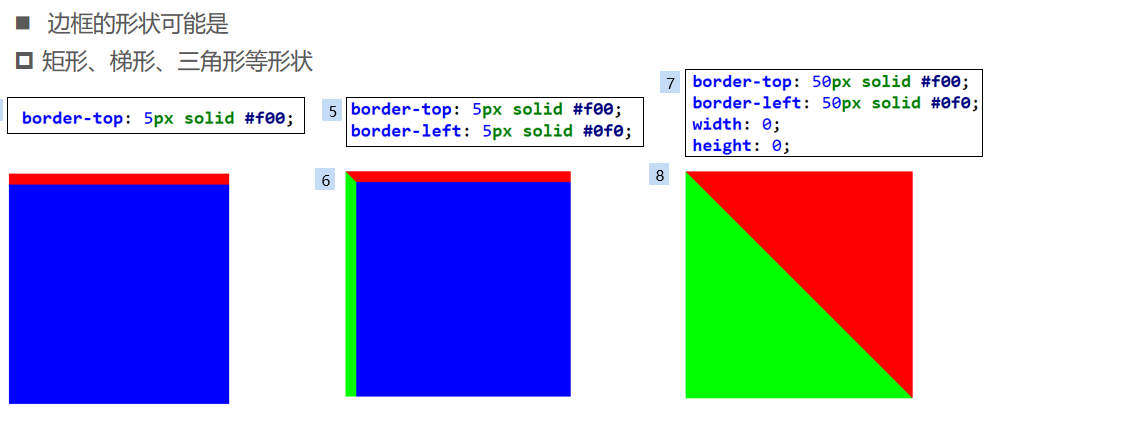 边框的形状可能是
矩形、梯形、三角形等形状
border-top: 5px solid #f00;
5
border-top: 5px solid #f00;
border-left: 5px solid #0f0;
7
border-top: 50px solid #f00;
border-left: 50px solid #0f0;
width: 0;
height: 0;
6
8